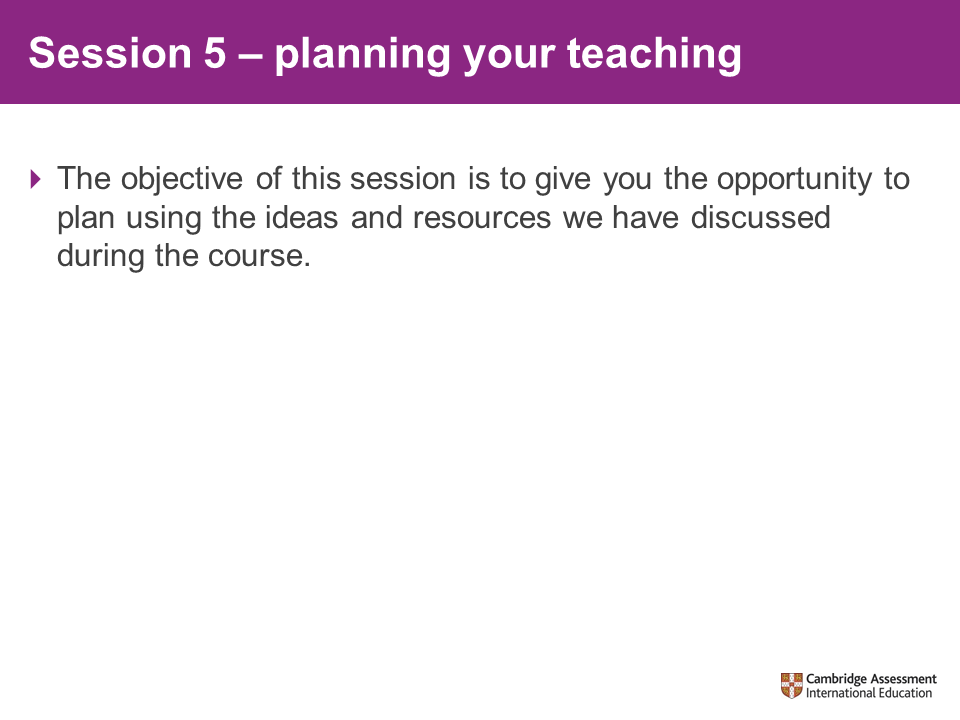 Session 5 – planning your teaching
The objective of this session is to give you the opportunity to
plan using the ideas and resources we have discussed
during the course.
Cambridge Assessment
International Education